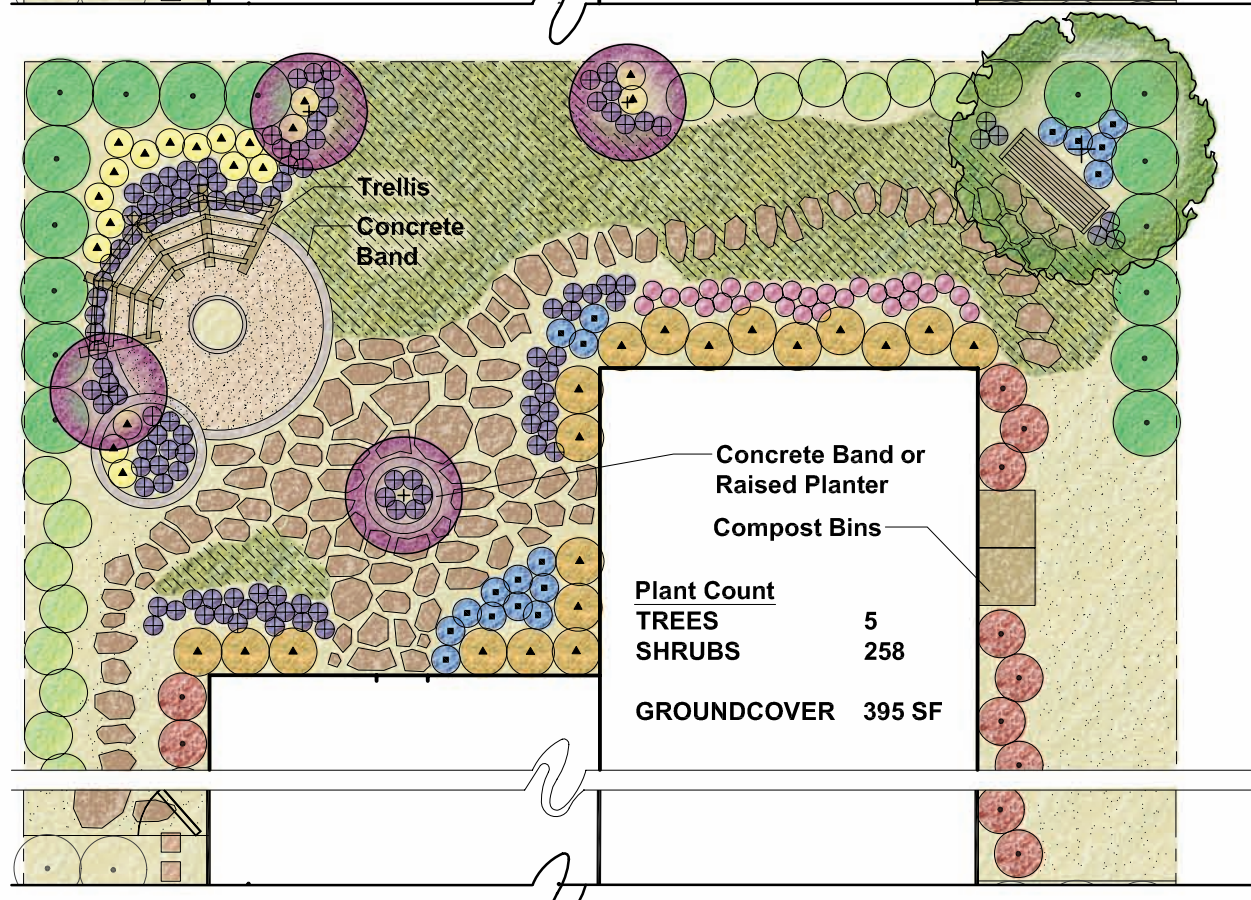 Trellis
Concrete
Band
Concrete Band or
Raised Planter
Compost Bins
Plant Count
TREES 5
SHRUBS 258
GROUNDCOVER 395 SF